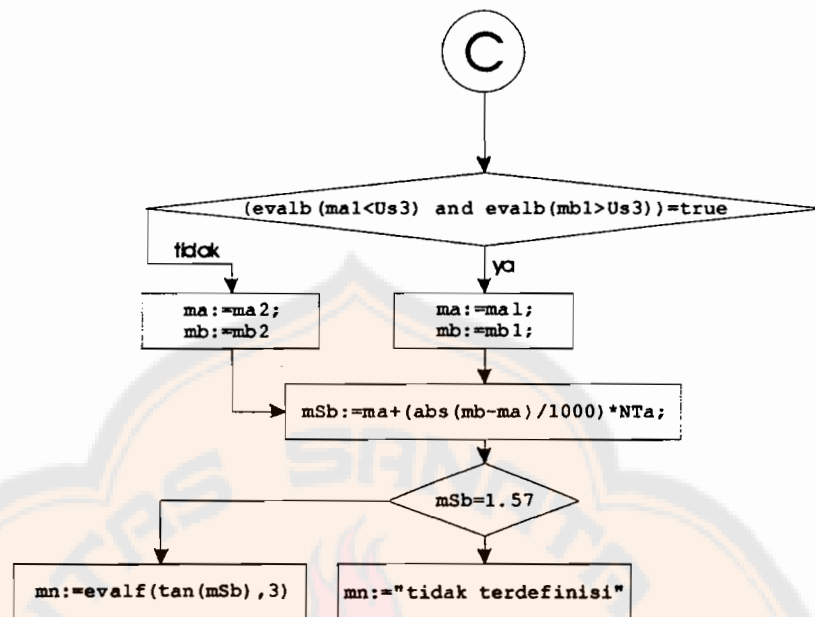 C
(evalb(ma1<Us3) and evalb(mb1>Us3))=true
tidak
ya
ma:=ma2;
mb:=mb2
ma:=ma1;
mb:=mb1;
mSb:=ma+(abs(mb-ma)/1000)*NTa;
mSb=1.57
mn:=evalf(tan(mSb),3)
mn:="tidak terdefinisi"